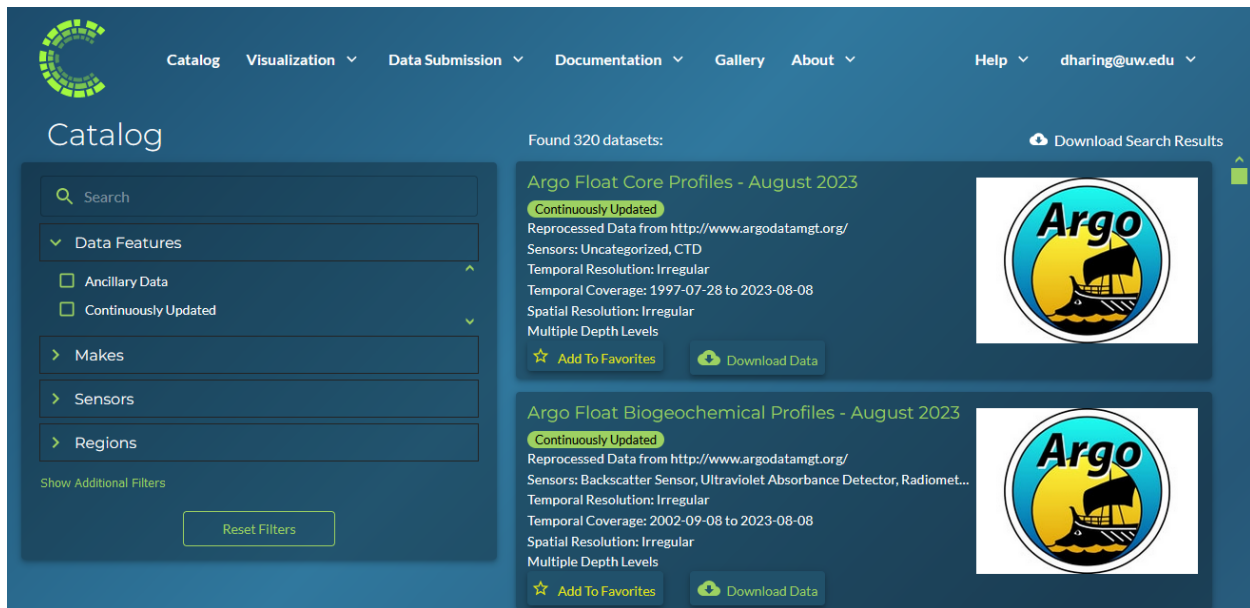 Catalog Visualization Data Submission Documentation Gallery About Help dharing@uw.edu
Catalog
Search
Data Features
Ancillary Data
Continuously Updated
Makes
Sensors
Regions
Show Additional Filters
Reset Filters
Found 320 datasets:
Download Search Results
Argo Float Core Profiles - August 2023
Continuously Updated
Reprocessed Data from http://www.argodatamgt.org/
Sensors: Uncategorized, CTD
Temporal Resolution: Irregular
Temporal Coverage: 1997-07-28 to 2023-08-08
Spatial Resolution: Irregular
Multiple Depth Levels
Add To Favorites
Download Data
Argo
Argo Float Biogeochemical Profiles - August 2023
Continuously Updated
Reprocessed Data from http://www.argodatamgt.org/
Sensors: Backscatter Sensor, Ultraviolet Absorbance Detector, Radiomet...
Temporal Resolution: Irregular
Temporal Coverage: 2002-09-08 to 2023-08-08
Spatial Resolution: Irregular
Multiple Depth Levels
Add To Favorites
Download Data
Argo